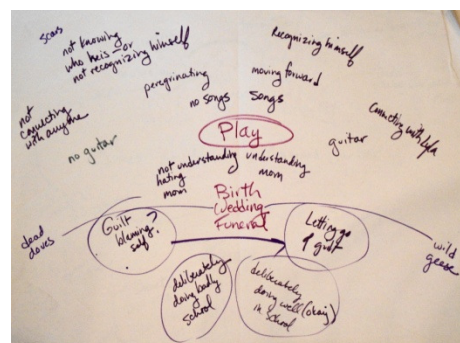 scars
not knowing
who he is - or
not recognizing himself
Recognizing himself
peregrinating
moving forward
no songs
songs
not
connecting
with anyone
connecting with Lyla
no guitar
Play
guitar
not understanding
hating
mom
understanding
mom
Birth
Wedding
Funeral
Guilt
blaming
self?
Letting go
of guilt
dead
doves
wild
geese
deliberately
doing badly
school
deliberately
doing well (okay)
in school